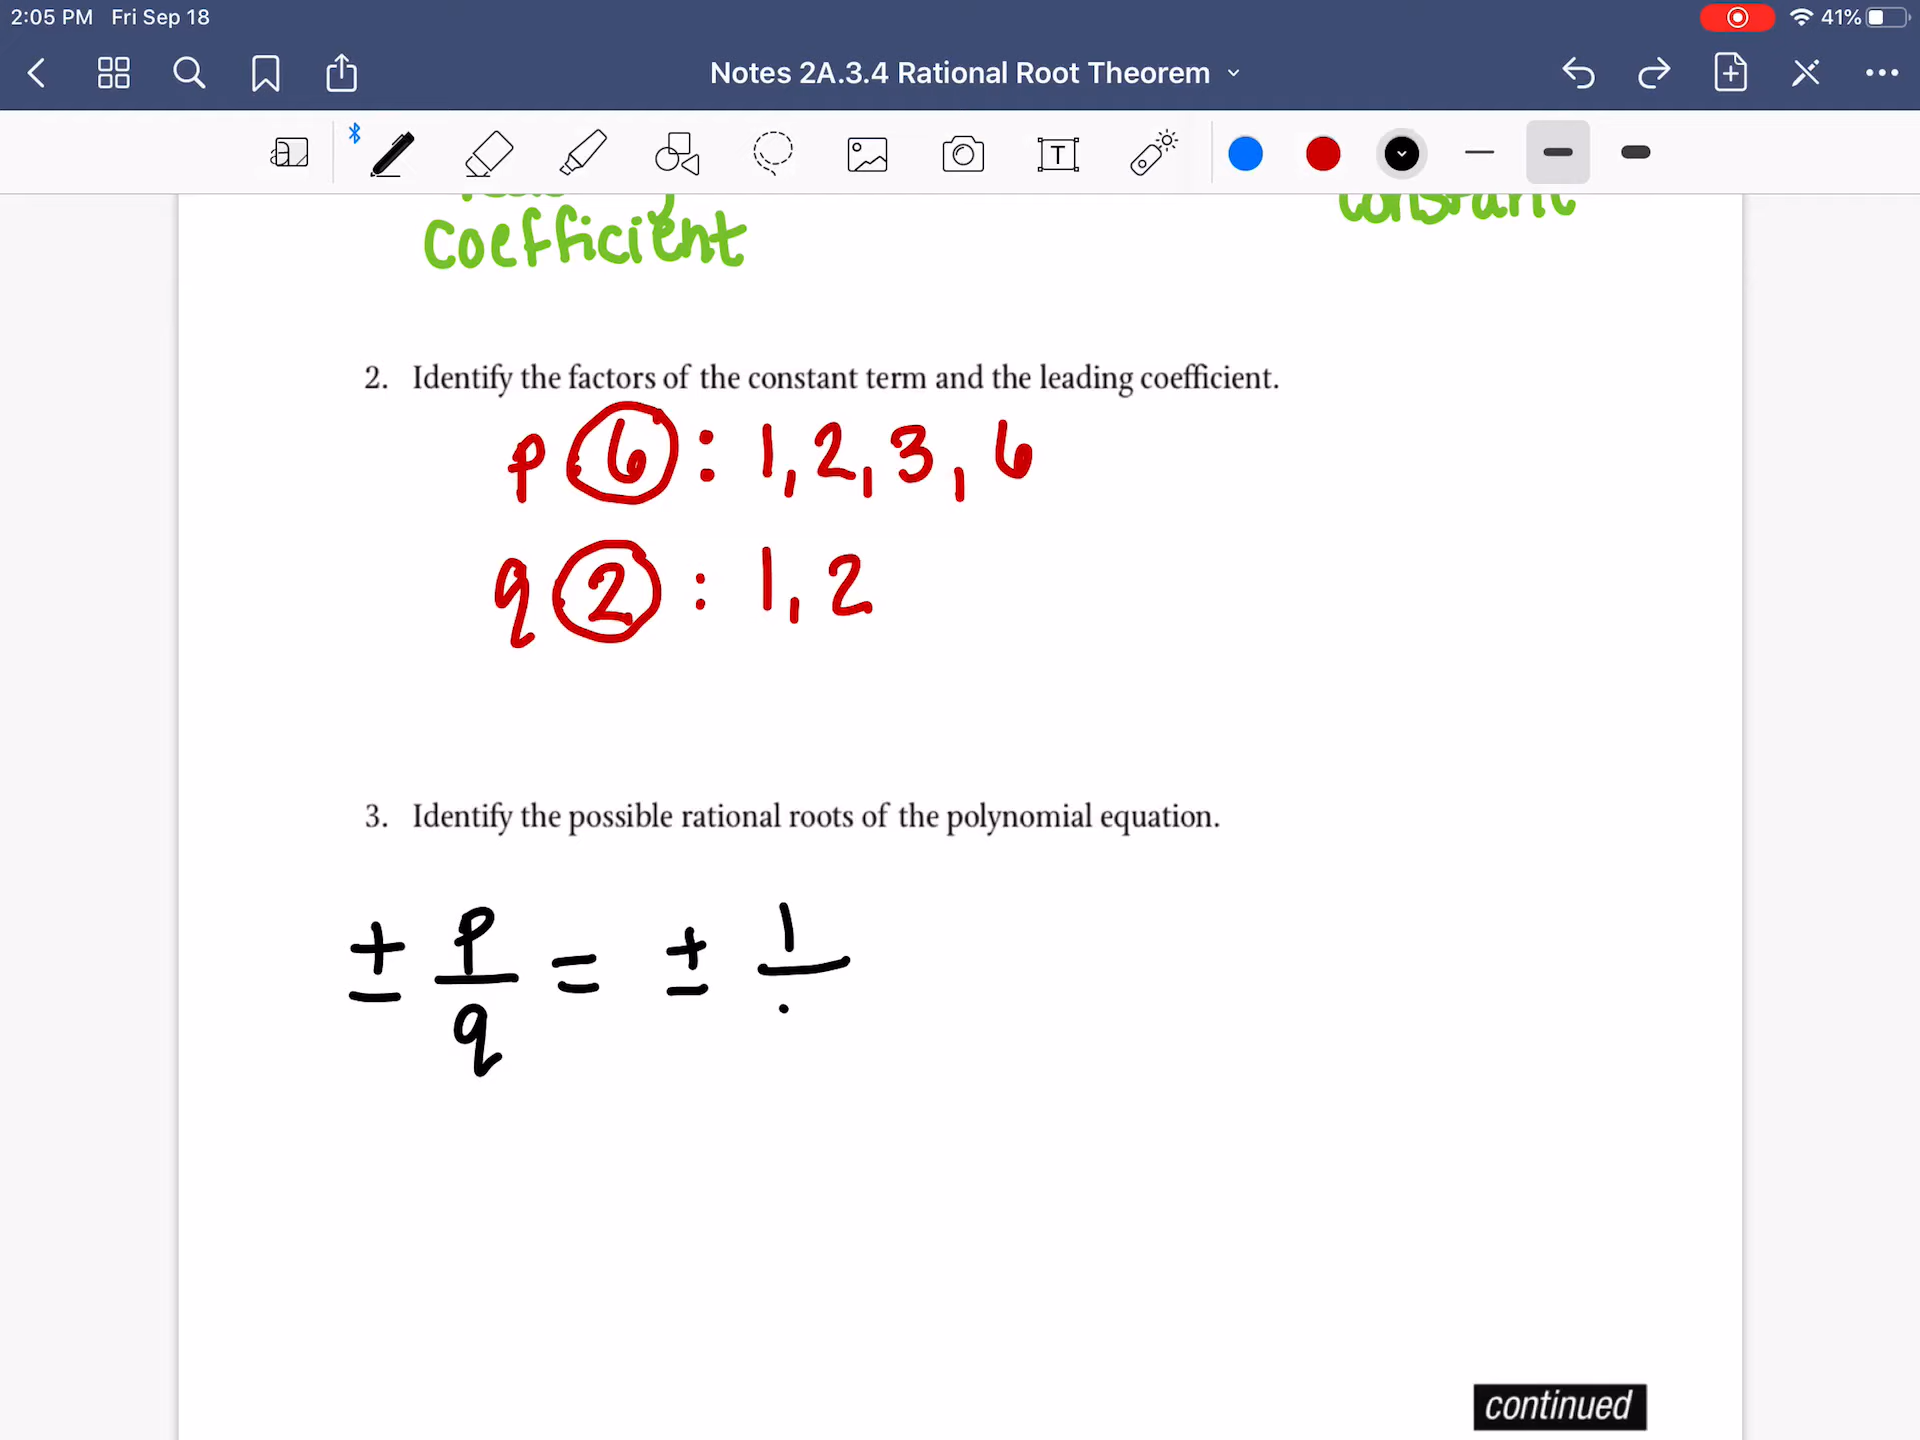 2:05 PM Fri Sep 18
41%
Notes 2A.3.4 Rational Root Theorem
constant
coefficient
2. Identify the factors of the constant term and the leading coefficient.
p 6 : 1, 2, 3, 6
q 2 : 1, 2
3. Identify the possible rational roots of the polynomial equation.
± p/q = ± 1/
continued